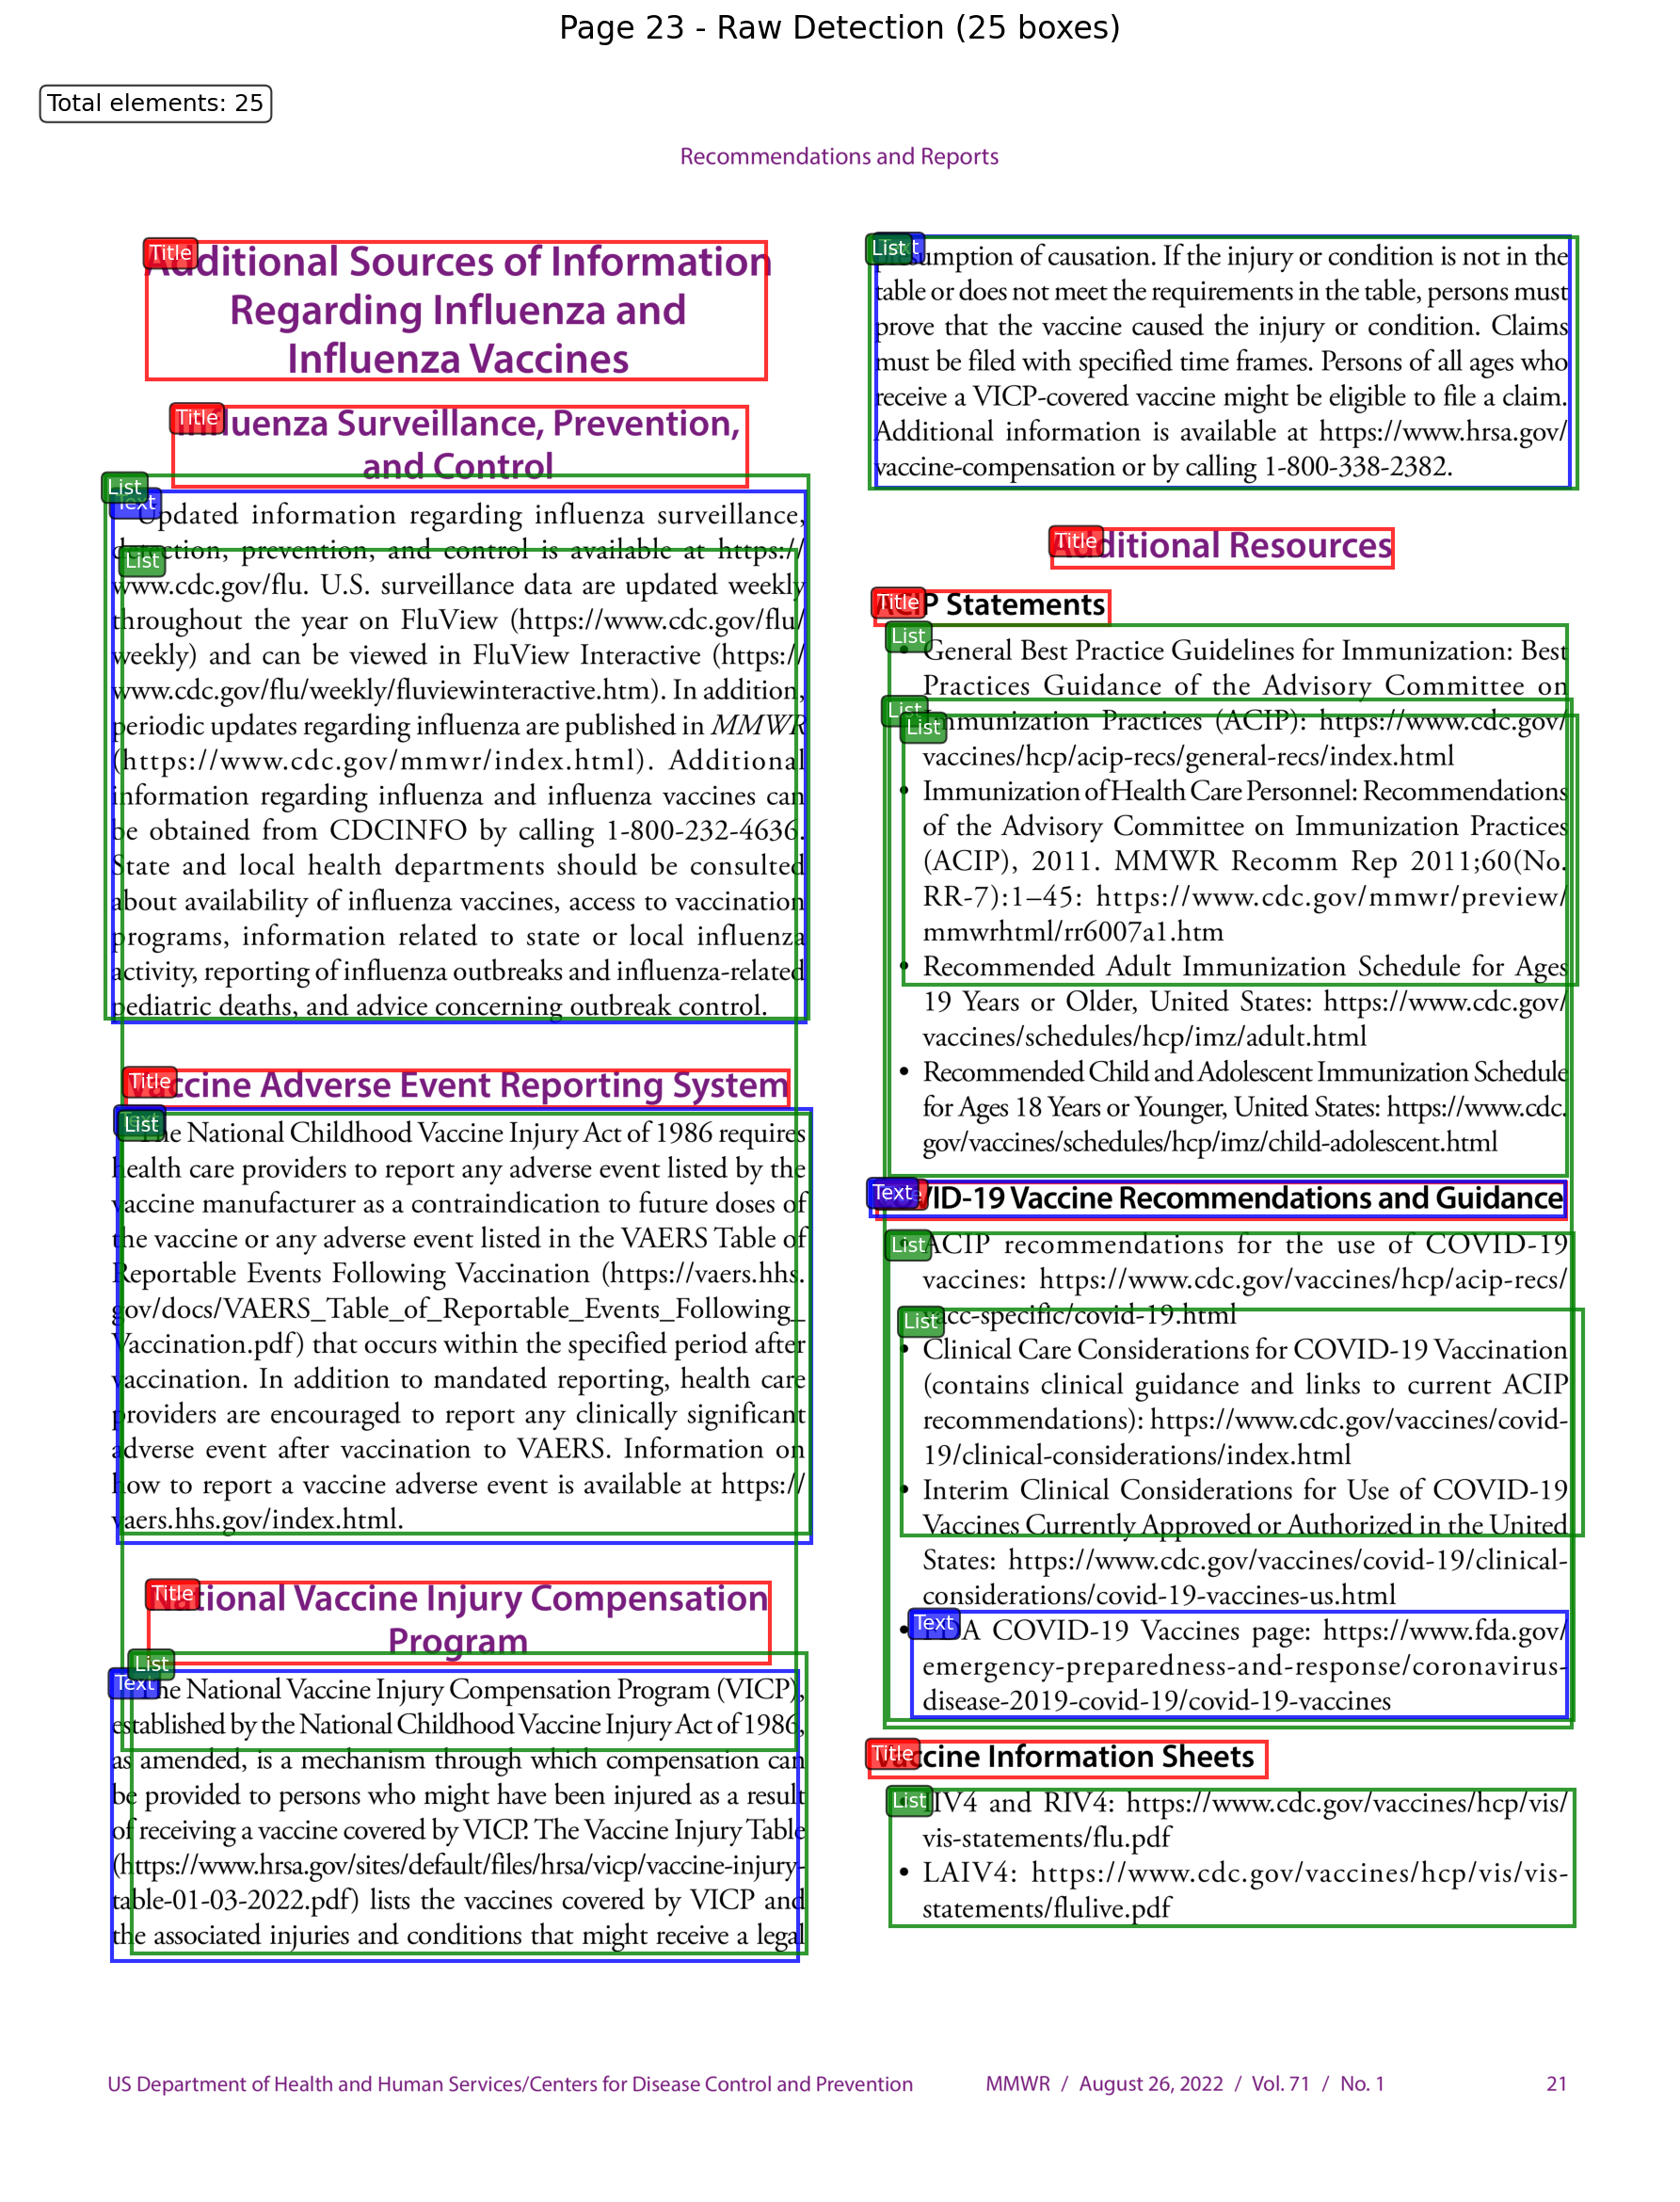 Page 23 - Raw Detection (25 boxes)
Total elements: 25
Recommendations and Reports
Title
Additional Sources of Information
Regarding Influenza and
Influenza Vaccines
Title
Influenza Surveillance, Prevention,
and Control
List
Text
Updated information regarding influenza surveillance,
detection, prevention, and control is available at https://
List
www.cdc.gov/flu. U.S. surveillance data are updated weekly
throughout the year on FluView (https://www.cdc.gov/flu/
weekly) and can be viewed in FluView Interactive (https://
www.cdc.gov/flu/weekly/fluviewinteractive.htm). In addition,
periodic updates regarding influenza are published in MMWR
(https://www.cdc.gov/mmwr/index.html). Additional
information regarding influenza and influenza vaccines can
be obtained from CDCINFO by calling 1-800-232-4636.
State and local health departments should be consulted
about availability of influenza vaccines, access to vaccination
programs, information related to state or local influenza
activity, reporting of influenza outbreaks and influenza-related
pediatric deaths, and advice concerning outbreak control.
Title
Vaccine Adverse Event Reporting System
List
The National Childhood Vaccine Injury Act of 1986 requires
health care providers to report any adverse event listed by the
vaccine manufacturer as a contraindication to future doses of
the vaccine or any adverse event listed in the VAERS Table of
Reportable Events Following Vaccination (https://vaers.hhs.
gov/docs/VAERS_Table_of_Reportable_Events_Following_
Vaccination.pdf) that occurs within the specified period after
vaccination. In addition to mandated reporting, health care
providers are encouraged to report any clinically significant
adverse event after vaccination to VAERS. Information on
how to report a vaccine adverse event is available at https://
vaers.hhs.gov/index.html.
Title
National Vaccine Injury Compensation
Program
List
Text
The National Vaccine Injury Compensation Program (VICP),
established by the National Childhood Vaccine Injury Act of 1986,
as amended, is a mechanism through which compensation can
be provided to persons who might have been injured as a result
of receiving a vaccine covered by VICP. The Vaccine Injury Table
(https://www.hrsa.gov/sites/default/files/hrsa/vicp/vaccine-injury-
table-01-03-2022.pdf) lists the vaccines covered by VICP and
the associated injuries and conditions that might receive a legal
List
presumption of causation. If the injury or condition is not in the
table or does not meet the requirements in the table, persons must
prove that the vaccine caused the injury or condition. Claims
must be filed with specified time frames. Persons of all ages who
receive a VICP-covered vaccine might be eligible to file a claim.
Additional information is available at https://www.hrsa.gov/
vaccine-compensation or by calling 1-800-338-2382.
Title
Additional Resources
Title
ACIP Statements
List
• General Best Practice Guidelines for Immunization: Best
Practices Guidance of the Advisory Committee on
List
List
Immunization Practices (ACIP): https://www.cdc.gov/
vaccines/hcp/acip-recs/general-recs/index.html
• Immunization of Health Care Personnel: Recommendations
of the Advisory Committee on Immunization Practices
(ACIP), 2011. MMWR Recomm Rep 2011;60(No.
RR-7):1–45: https://www.cdc.gov/mmwr/preview/
mmwrhtml/rr6007a1.htm
• Recommended Adult Immunization Schedule for Ages
19 Years or Older, United States: https://www.cdc.gov/
vaccines/schedules/hcp/imz/adult.html
• Recommended Child and Adolescent Immunization Schedule
for Ages 18 Years or Younger, United States: https://www.cdc.
gov/vaccines/schedules/hcp/imz/child-adolescent.html
Text
COVID-19 Vaccine Recommendations and Guidance
List
ACIP recommendations for the use of COVID-19
vaccines: https://www.cdc.gov/vaccines/hcp/acip-recs/
List
vacc-specific/covid-19.html
• Clinical Care Considerations for COVID-19 Vaccination
(contains clinical guidance and links to current ACIP
recommendations): https://www.cdc.gov/vaccines/covid-
19/clinical-considerations/index.html
• Interim Clinical Considerations for Use of COVID-19
Vaccines Currently Approved or Authorized in the United
States: https://www.cdc.gov/vaccines/covid-19/clinical-
considerations/covid-19-vaccines-us.html
Text
• FDA COVID-19 Vaccines page: https://www.fda.gov/
emergency-preparedness-and-response/coronavirus-
disease-2019-covid-19/covid-19-vaccines
Title
Vaccine Information Sheets
List
IIV4 and RIV4: https://www.cdc.gov/vaccines/hcp/vis/
vis-statements/flu.pdf
• LAIV4: https://www.cdc.gov/vaccines/hcp/vis/vis-
statements/flulive.pdf
US Department of Health and Human Services/Centers for Disease Control and Prevention MMWR / August 26, 2022 / Vol. 71 / No. 1 21